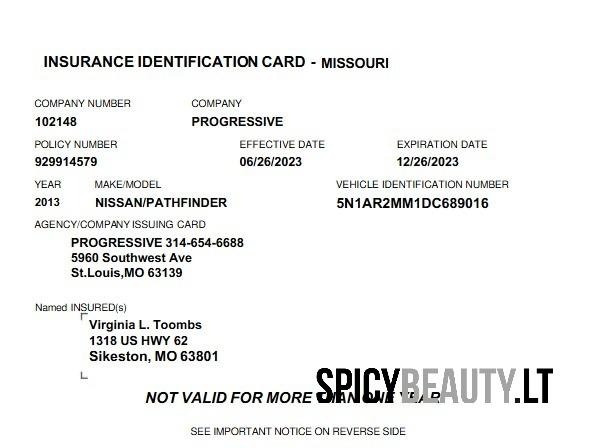 INSURANCE IDENTIFICATION CARD - MISSOURI
COMPANY NUMBER COMPANY
102148 PROGRESSIVE
POLICY NUMBER EFFECTIVE DATE EXPIRATION DATE
929914579 06/26/2023 12/26/2023
YEAR MAKE/MODEL VEHICLE IDENTIFICATION NUMBER
2013 NISSAN/PATHFINDER 5N1AR2MM1DC689016
AGENCY/COMPANY ISSUING CARD
PROGRESSIVE 314-654-6688
5960 Southwest Ave
St.Louis,MO 63139
Named INSURED(s)
Virginia L. Toombs
1318 US HWY 62
Sikeston, MO 63801
SPICYBEAUTY.LT
NOT VALID FOR MORE THAN ONE YEAR
SEE IMPORTANT NOTICE ON REVERSE SIDE